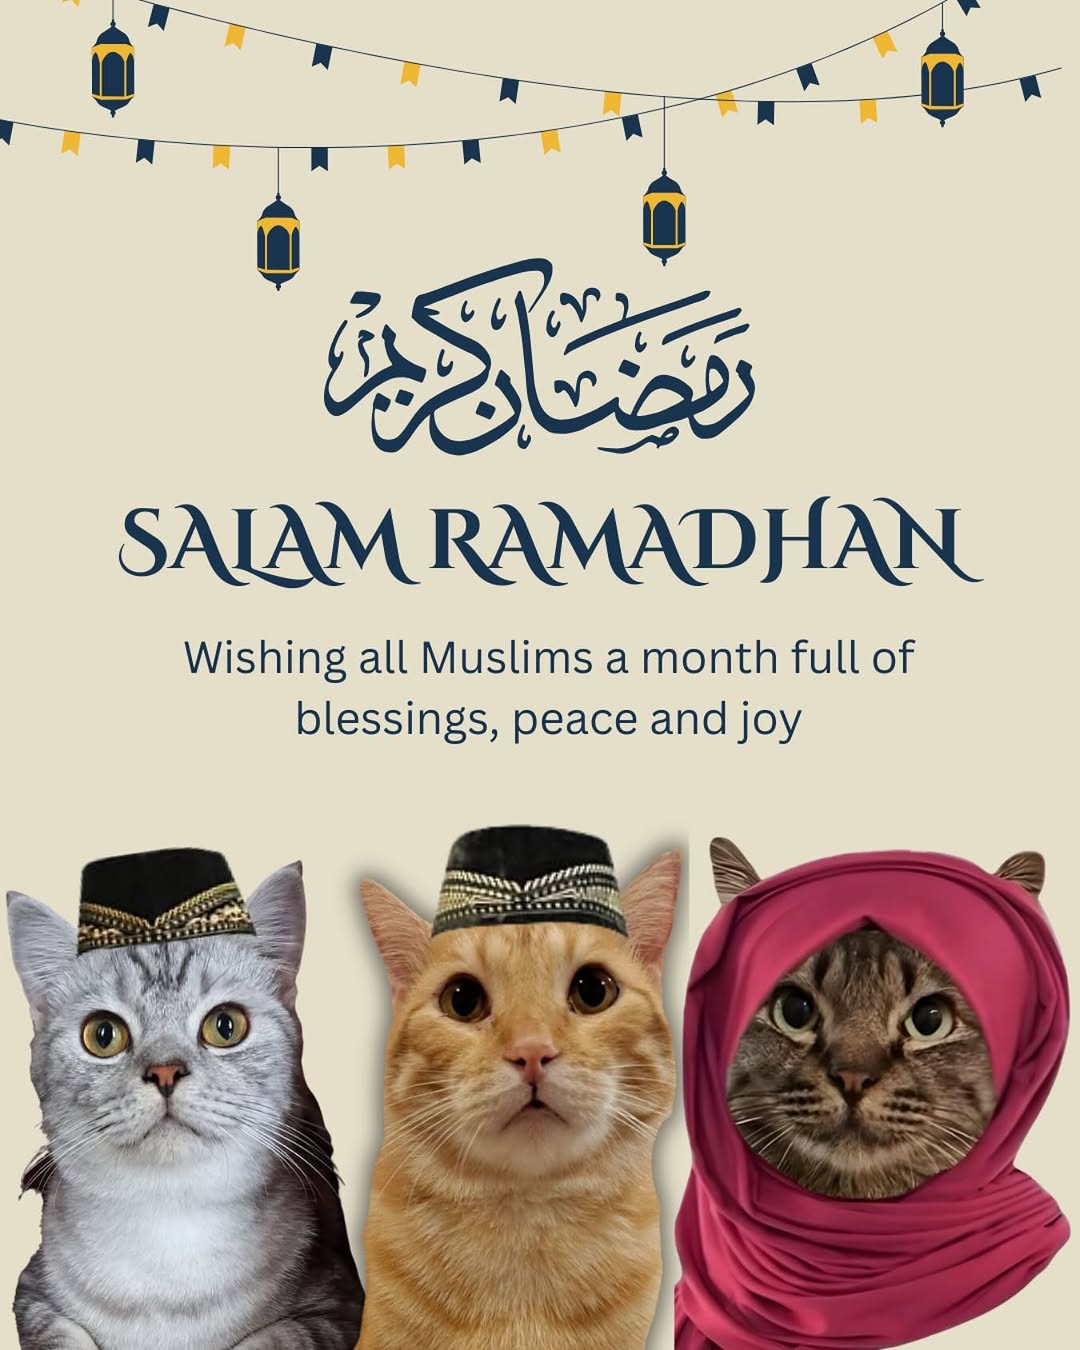 رمضان كريم
SALAM RAMADHAN
Wishing all Muslims a month full of
blessings, peace and joy